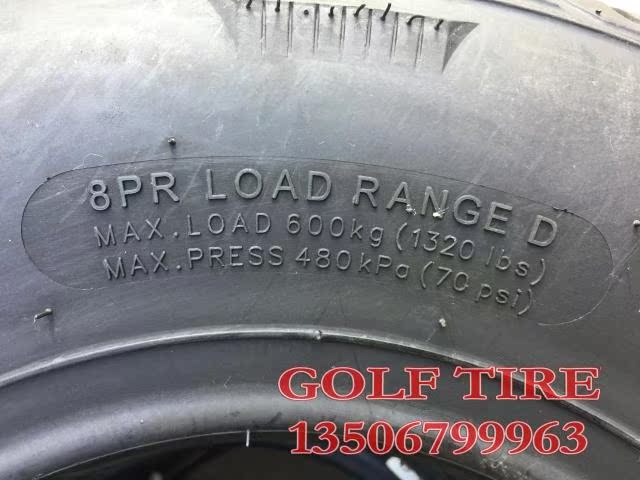 8PR LOAD RANGE D
MAX.LOAD 600kg (1320 lbs)
MAX.PRESS 480kPa (70 psi)
GOLF TIRE
13506799963